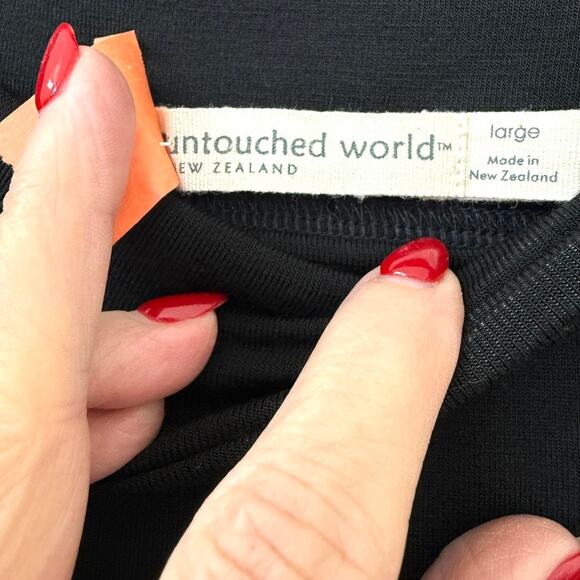 untouched world™
NEW ZEALAND
large
Made in
New Zealand